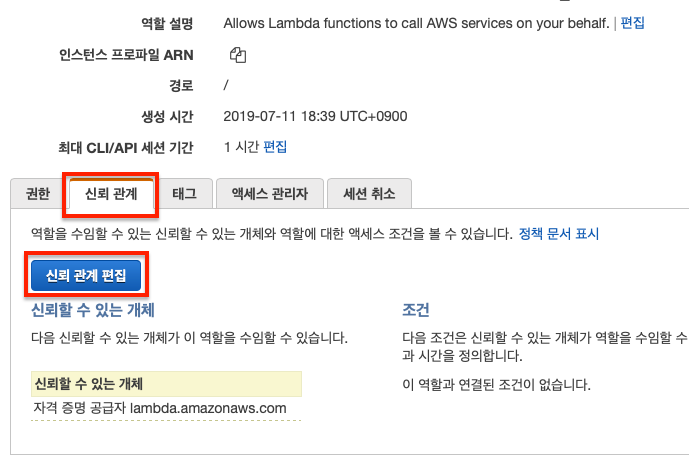 역할 설명 Allows Lambda functions to call AWS services on your behalf. | 편집
인스턴스 프로파일 ARN
경로 /
생성 시간 2019-07-11 18:39 UTC+0900
최대 CLI/API 세션 기간 1 시간 편집
권한 신뢰 관계 태그 액세스 관리자 세션 취소
역할을 수임할 수 있는 신뢰할 수 있는 개체와 역할에 대한 액세스 조건을 볼 수 있습니다. 정책 문서 표시
신뢰 관계 편집
신뢰할 수 있는 개체
다음 신뢰할 수 있는 개체가 이 역할을 수임할 수 있습니다.
신뢰할 수 있는 개체
자격 증명 공급자 lambda.amazonaws.com
조건
다음 조건은 신뢰할 수 있는 개체가 역할을 수임할 수
과 시간을 정의합니다.
이 역할과 연결된 조건이 없습니다.